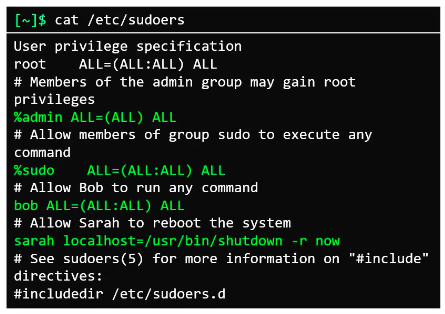 [~]$ cat /etc/sudoers
User privilege specification
root    ALL=(ALL:ALL) ALL
# Members of the admin group may gain root
privileges
%admin ALL=(ALL) ALL
# Allow members of group sudo to execute any
command
%sudo    ALL=(ALL:ALL) ALL
# Allow Bob to run any command
bob ALL=(ALL:ALL) ALL
# Allow Sarah to reboot the system
sarah localhost=/usr/bin/shutdown -r now
# See sudoers(5) for more information on "#include"
directives:
#includedir /etc/sudoers.d